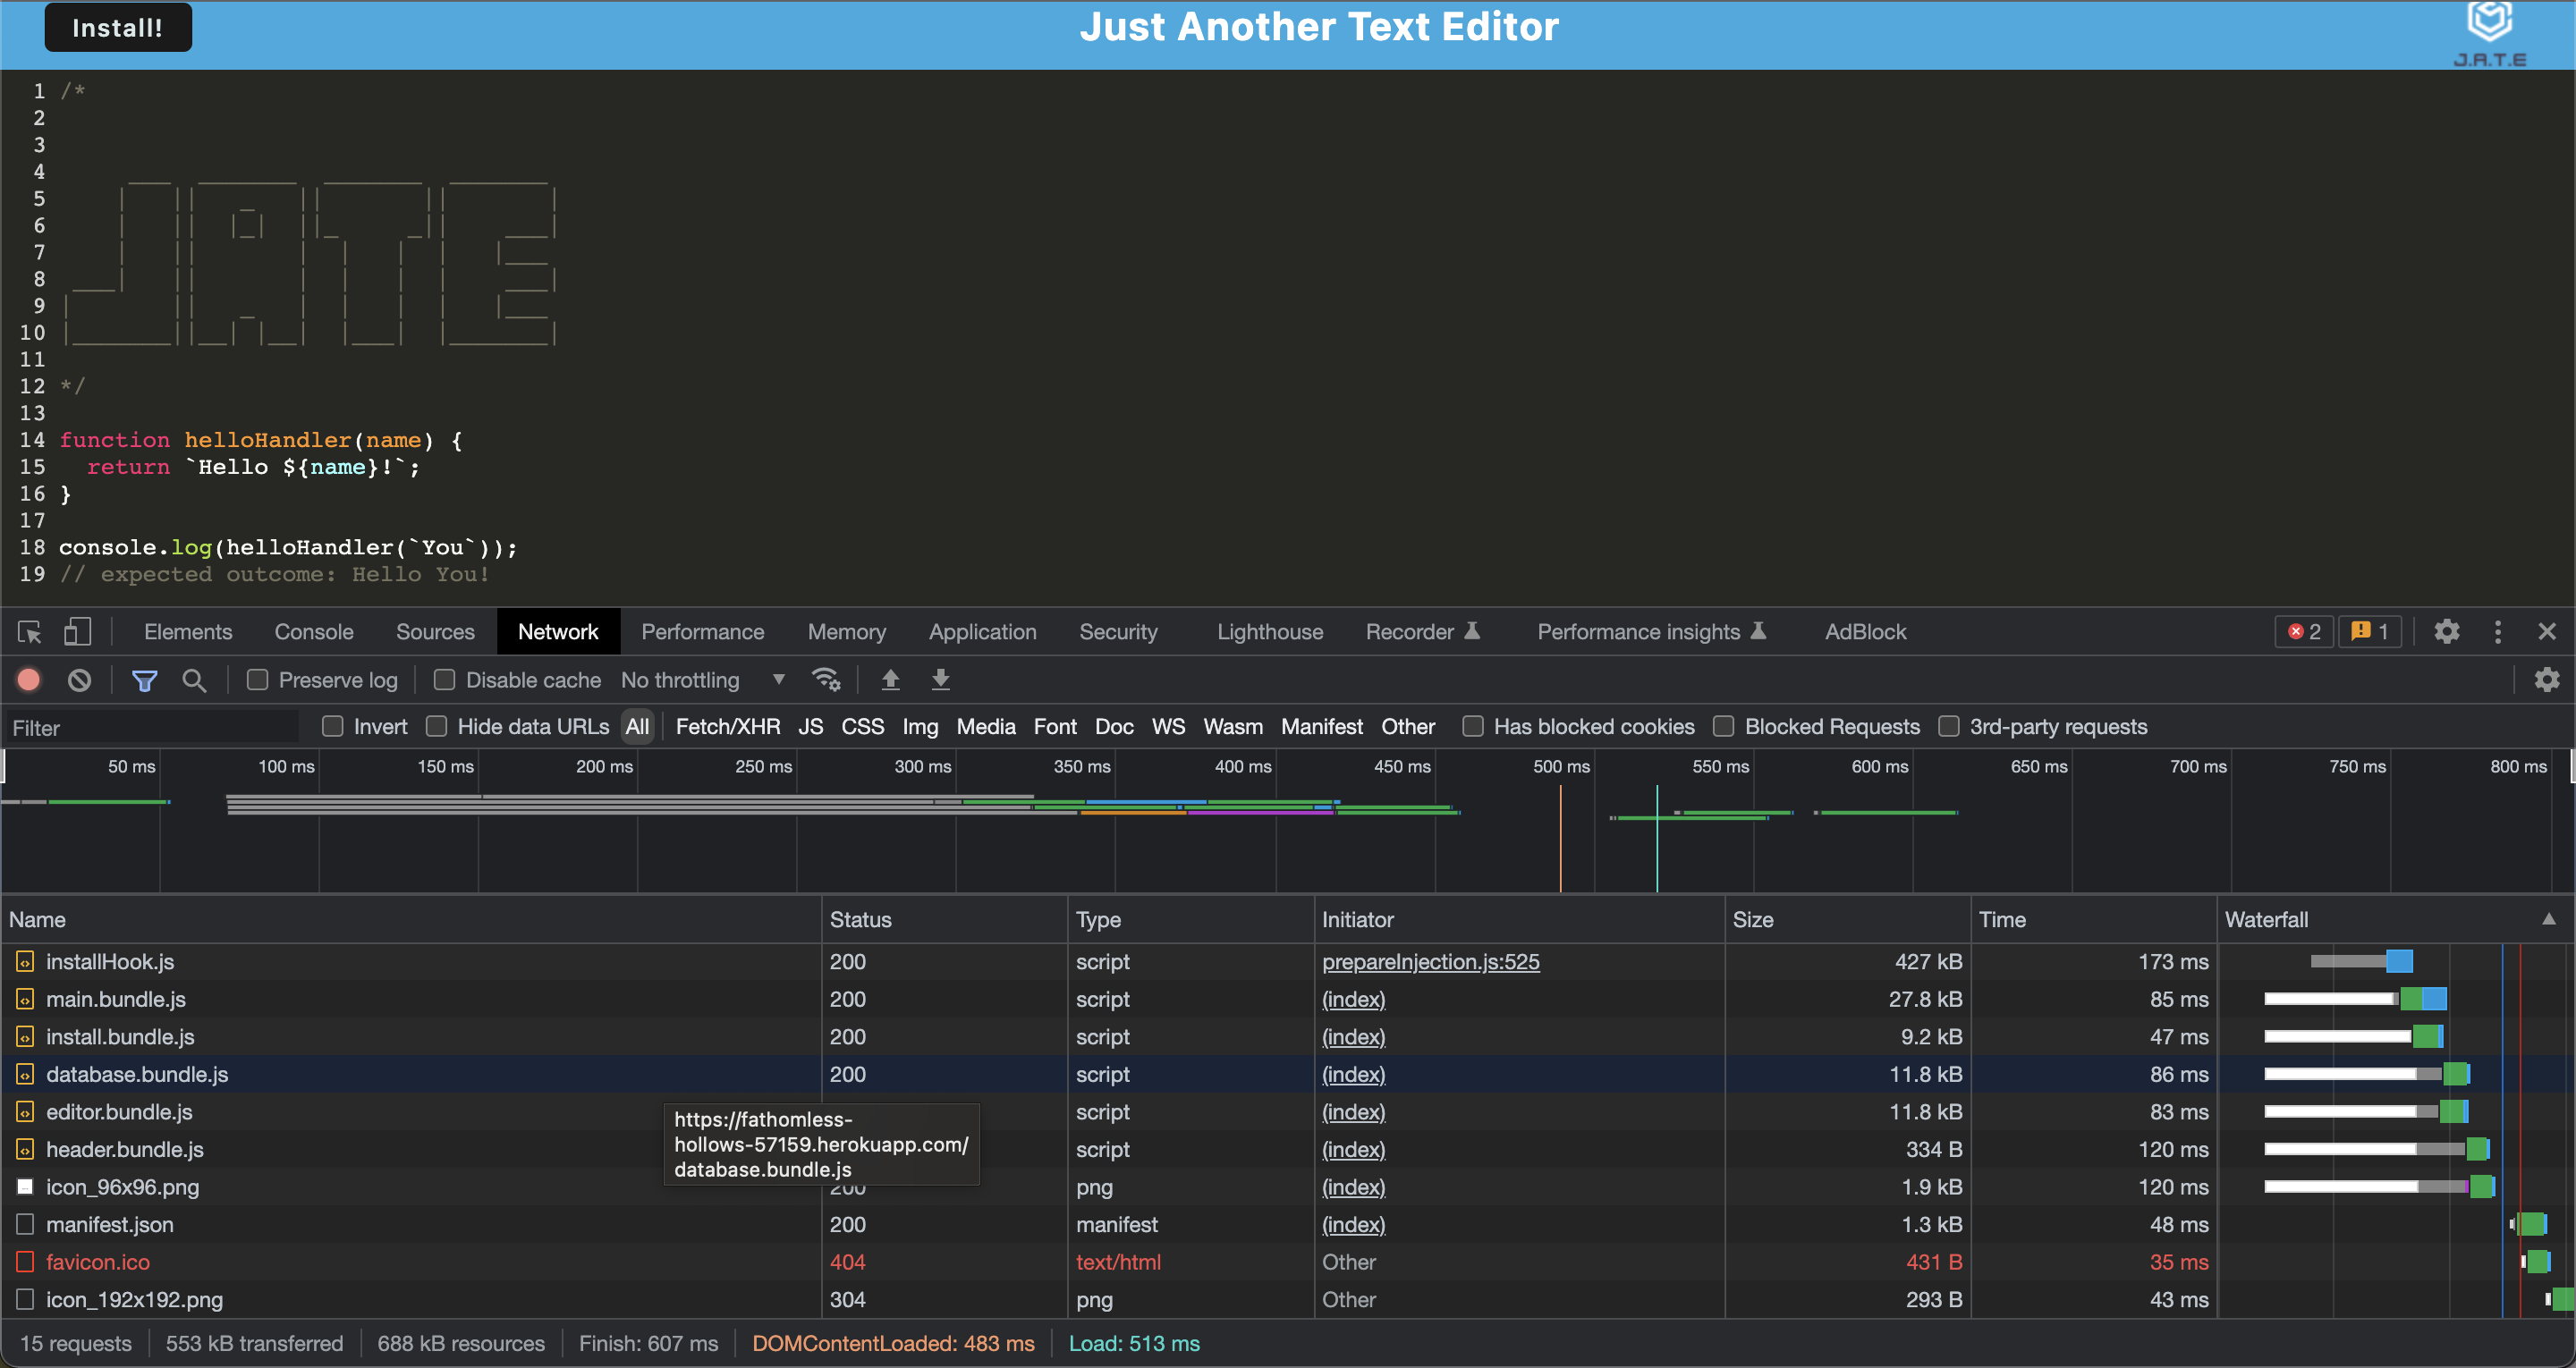 Install!
Just Another Text Editor
J.A.T.E
1 /*
2
3
4
5
6
7
8
9
10
11
12 */
13
14 function helloHandler(name) {
15   return `Hello ${name}!`;
16 }
17
18 console.log(helloHandler(`You`));
19 // expected outcome: Hello You!
Elements Console Sources Network Performance Memory Application Security Lighthouse Recorder Performance insights AdBlock 2 1
Preserve log Disable cache No throttling
Filter Invert Hide data URLs All Fetch/XHR JS CSS Img Media Font Doc WS Wasm Manifest Other Has blocked cookies Blocked Requests 3rd-party requests
50 ms 100 ms 150 ms 200 ms 250 ms 300 ms 350 ms 400 ms 450 ms 500 ms 550 ms 600 ms 650 ms 700 ms 750 ms 800 ms
Name Status Type Initiator Size Time Waterfall
installHook.js 200 script prepareInjection.js:525 427 kB 173 ms
main.bundle.js 200 script (index) 27.8 kB 85 ms
install.bundle.js 200 script (index) 9.2 kB 47 ms
database.bundle.js 200 script (index) 11.8 kB 86 ms
editor.bundle.js script (index) 11.8 kB 83 ms
https://fathomless-
hollows-57159.herokuapp.com/
database.bundle.js
header.bundle.js script (index) 334 B 120 ms
icon_96x96.png 200 png (index) 1.9 kB 120 ms
manifest.json 200 manifest (index) 1.3 kB 48 ms
favicon.ico 404 text/html Other 431 B 35 ms
icon_192x192.png 304 png Other 293 B 43 ms
15 requests 553 kB transferred 688 kB resources Finish: 607 ms DOMContentLoaded: 483 ms Load: 513 ms